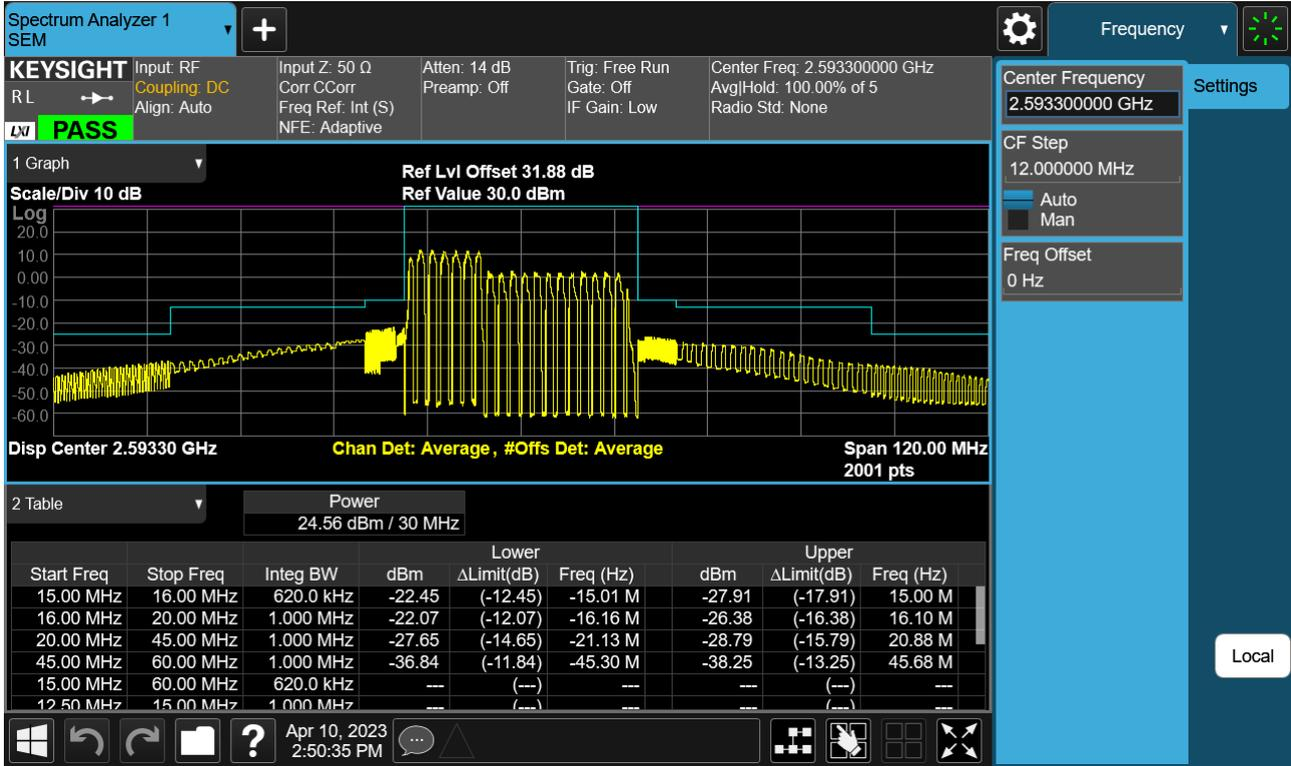 Spectrum Analyzer 1
SEM
Frequency
KEYSIGHT
R L
LXI
PASS
Input: RF
Coupling: DC
Align: Auto
Input Z: 50 Ω
Corr CCorr
Freq Ref: Int (S)
NFE: Adaptive
Atten: 14 dB
Preamp: Off
Trig: Free Run
Gate: Off
IF Gain: Low
Center Freq: 2.593300000 GHz
Avg|Hold: 100.00% of 5
Radio Std: None
Center Frequency
2.593300000 GHz
Settings
CF Step
12.000000 MHz
Auto
Man
Freq Offset
0 Hz
1 Graph
Scale/Div 10 dB
Ref Lvl Offset 31.88 dB
Ref Value 30.0 dBm
Log
20.0
10.0
0.00
-10.0
-20.0
-30.0
-40.0
-50.0
-60.0
Disp Center 2.59330 GHz
Chan Det: Average, #Offs Det: Average
Span 120.00 MHz
2001 pts
2 Table
Power
24.56 dBm / 30 MHz
Lower Upper
Start Freq Stop Freq Integ BW dBm ΔLimit(dB) Freq (Hz) dBm ΔLimit(dB) Freq (Hz)
15.00 MHz 16.00 MHz 620.0 kHz -22.45 (-12.45) -15.01 M -27.91 (-17.91) 15.00 M
16.00 MHz 20.00 MHz 1.000 MHz -22.07 (-12.07) -16.16 M -26.38 (-16.38) 16.10 M
20.00 MHz 45.00 MHz 1.000 MHz -27.65 (-14.65) -21.13 M -28.79 (-15.79) 20.88 M
45.00 MHz 60.00 MHz 1.000 MHz -36.84 (-11.84) -45.30 M -38.25 (-13.25) 45.68 M
15.00 MHz 60.00 MHz 620.0 kHz --- (---) --- --- (---) ---
12.50 MHz 15.00 MHz 1.000 MHz --- (---) --- --- (---) ---
Local
Apr 10, 2023
2:50:35 PM